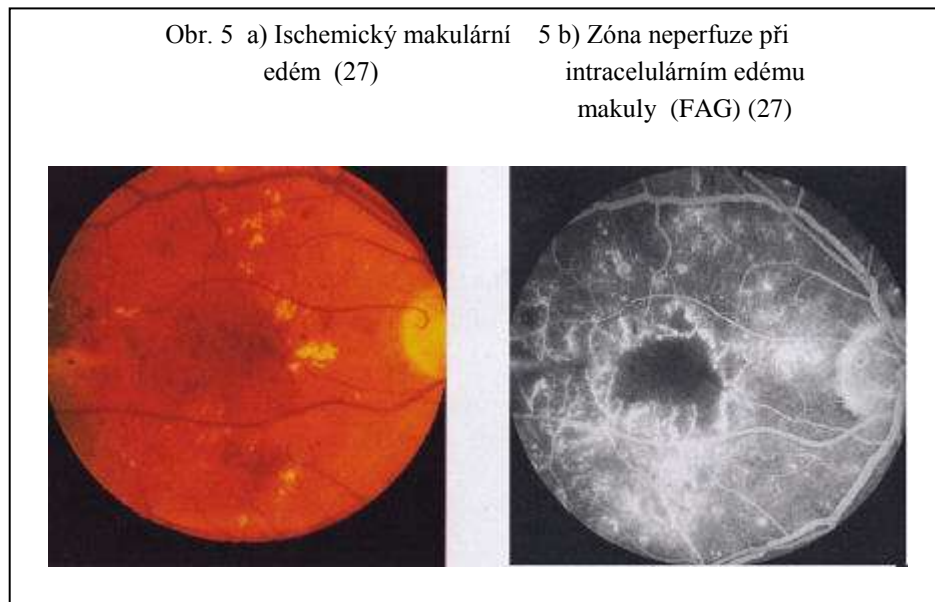 Obr. 5 a) Ischemický makulární
edém (27)
5 b) Zóna neperfuze při
intracelulárním edému
makuly (FAG) (27)